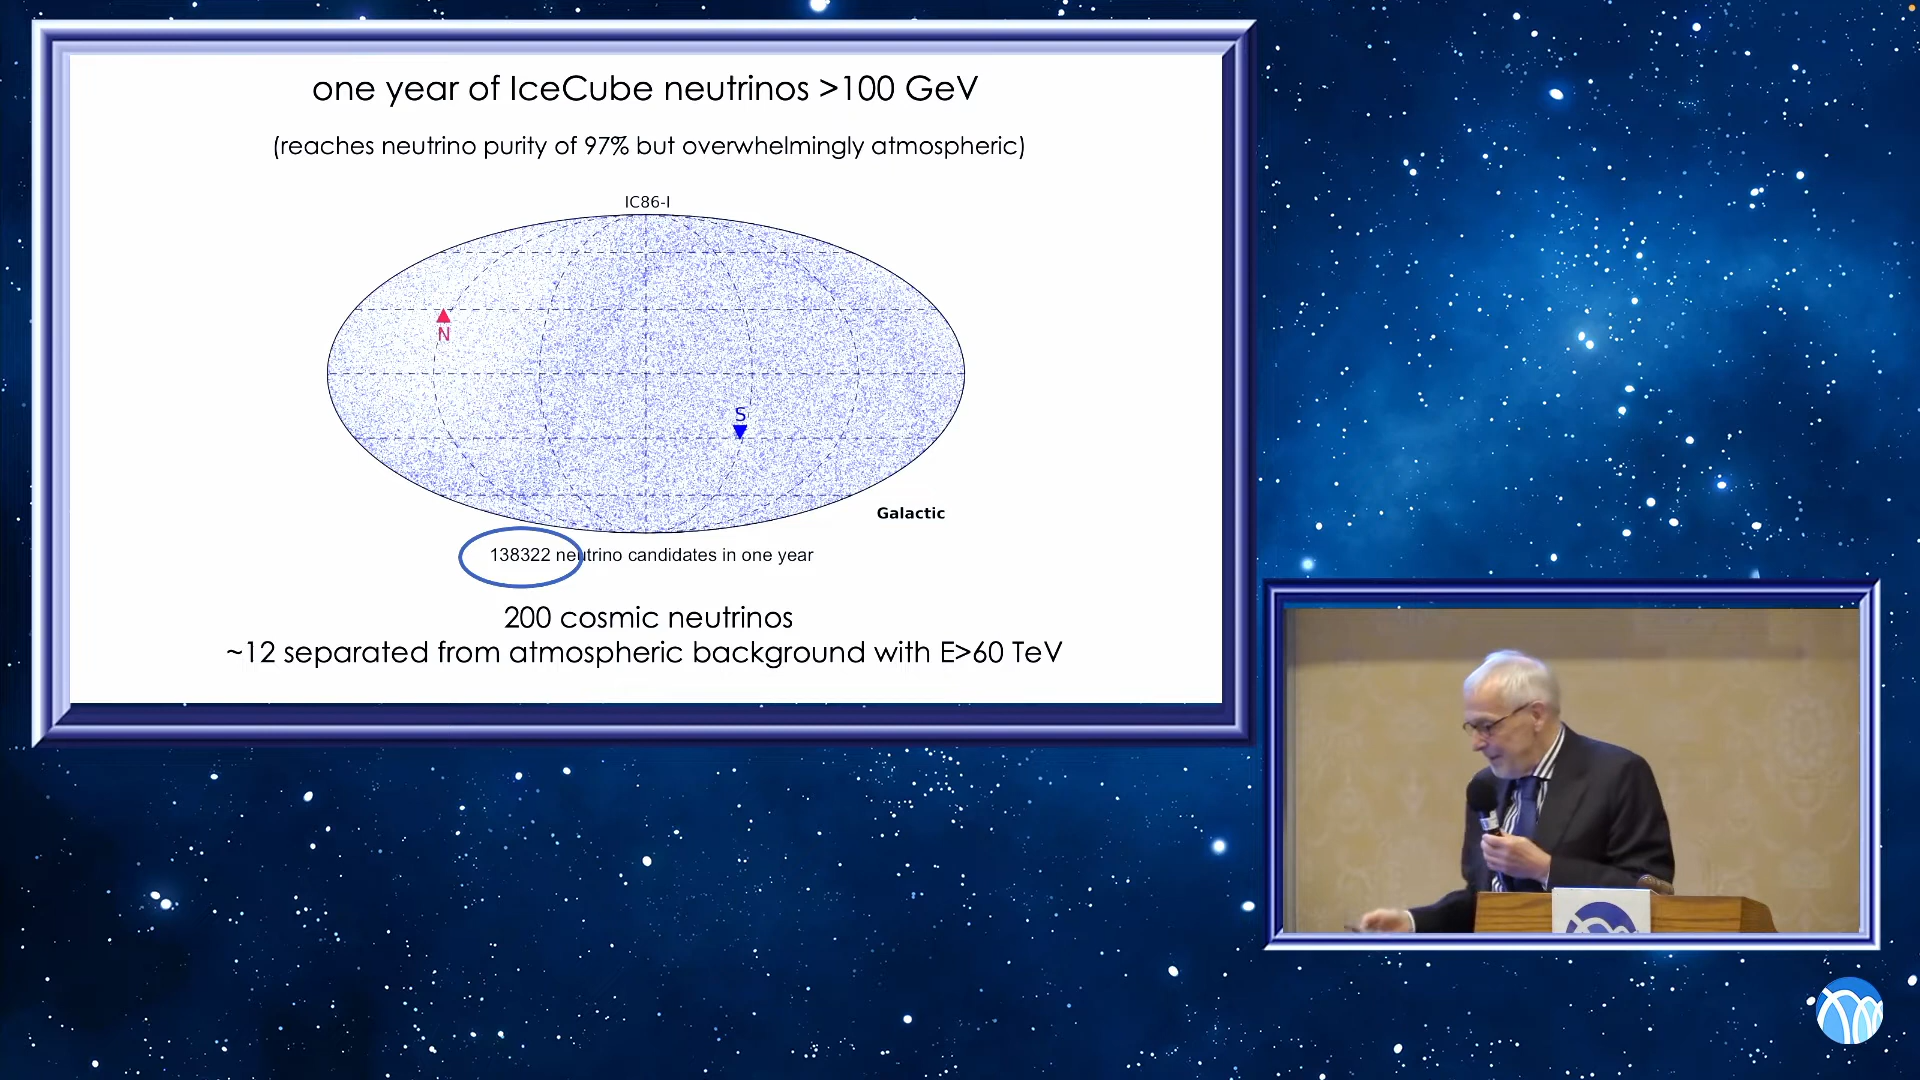 one year of IceCube neutrinos >100 GeV
(reaches neutrino purity of 97% but overwhelmingly atmospheric)
IC86-I
N
S
Galactic
138322 neutrino candidates in one year
200 cosmic neutrinos
~12 separated from atmospheric background with E>60 TeV